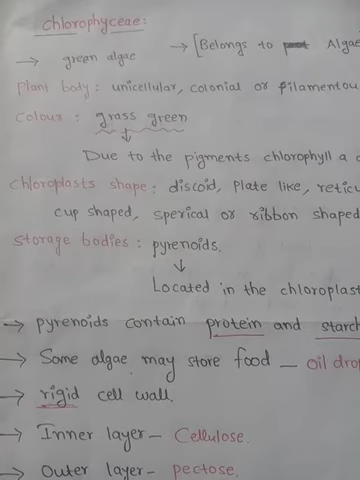 chlorophyceae:
→ green algae → [Belongs to Algae
Plant body: unicellular, colonial or filamentou
Colour: grass green
↓
Due to the pigments chlorophyll a
Chloroplasts shape: discoid, plate like, reticu
cup shaped, sperical or ribbon shaped
Storage bodies: pyrenoids.
↓
Located in the chloroplast
→ pyrenoids contain protein and starch
→ Some algae may store food - oil drop
→ rigid cell wall.
→ Inner layer - Cellulose.
→ Outer layer - pectose.